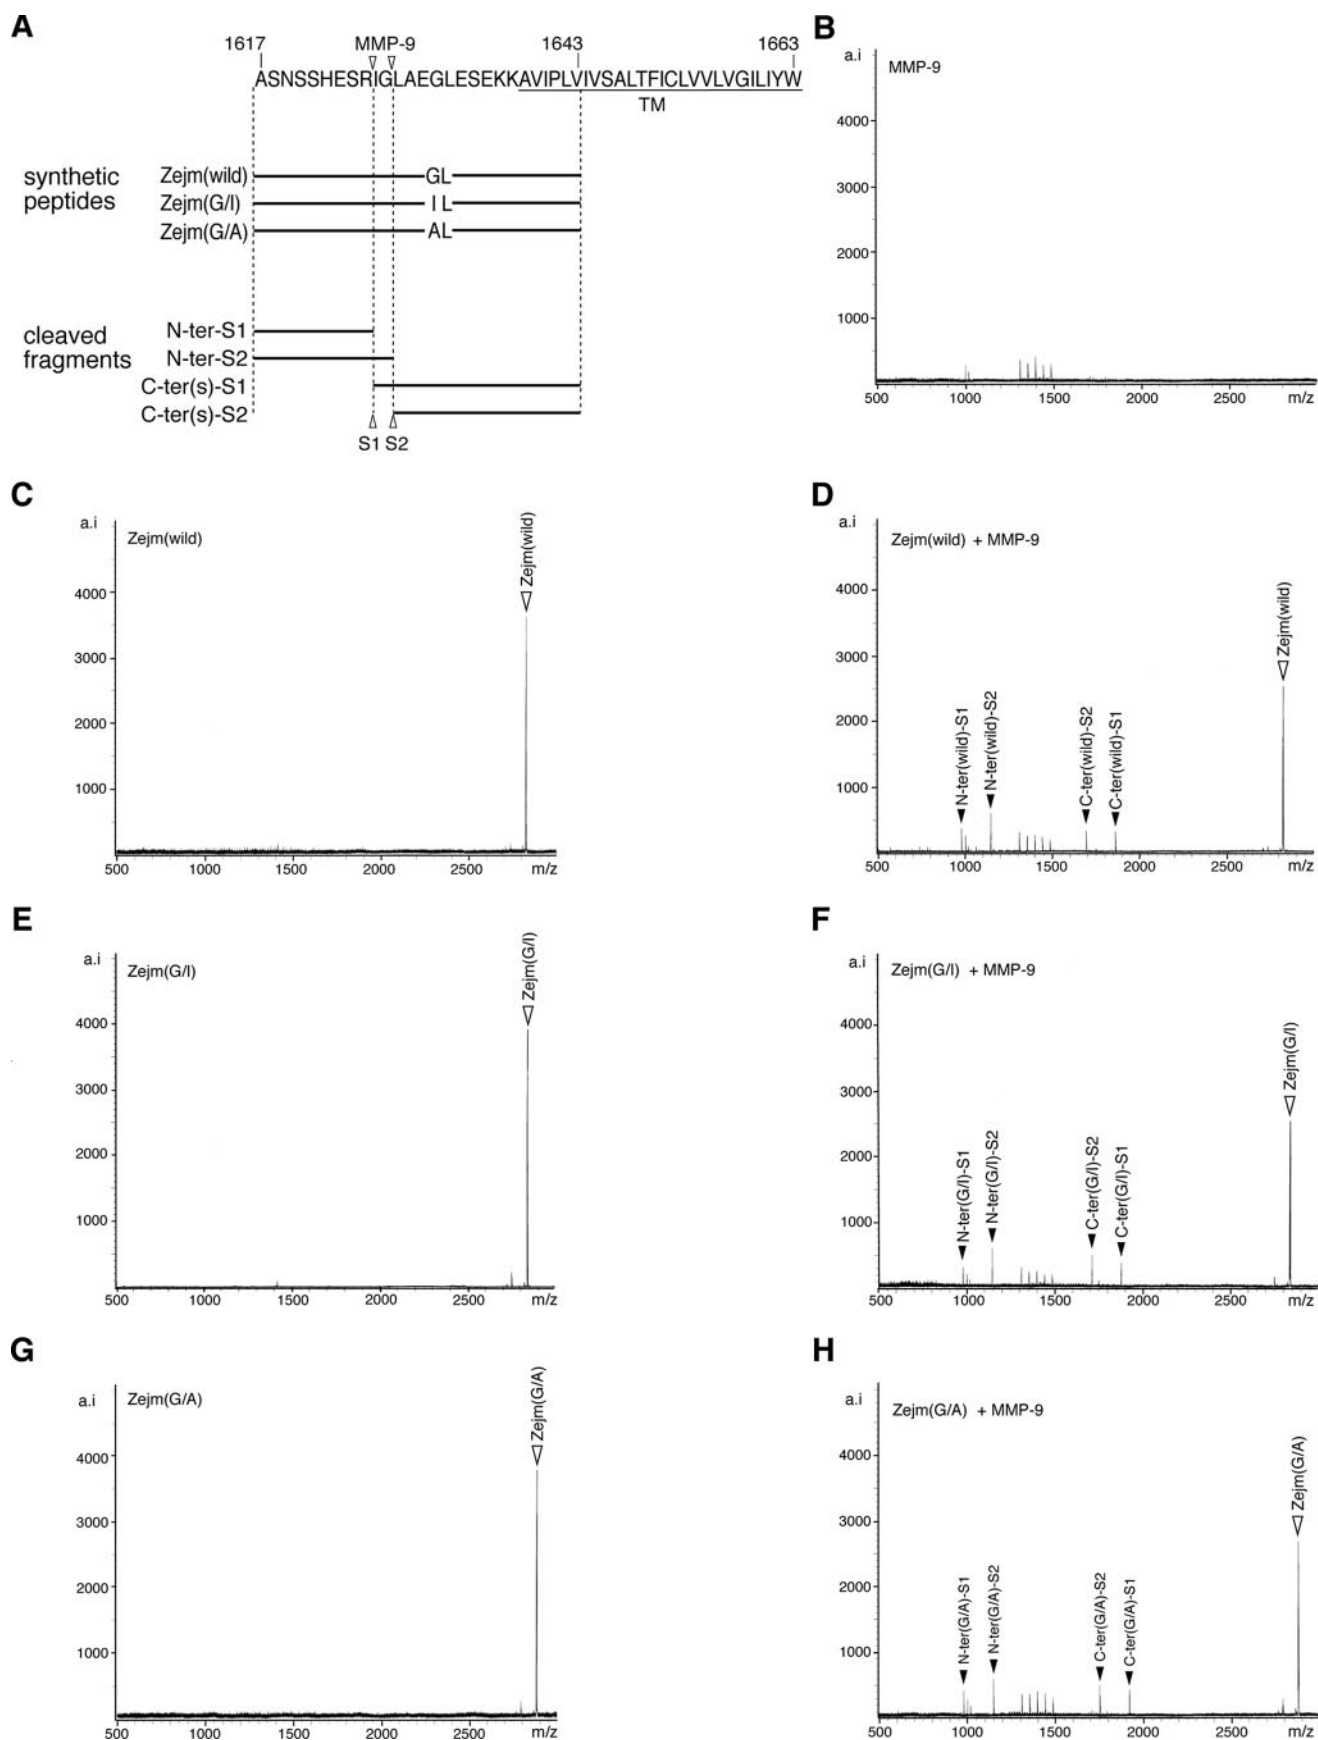 A
1617 MMP-9 1643 1663
ASNSSHESRIGLAEGLESEKKAVIPLVIVSALTFICLVVLVGILIYW
TM
synthetic
peptides
Zejm(wild) GL
Zejm(G/I) I L
Zejm(G/A) AL
cleaved
fragments
N-ter-S1
N-ter-S2
C-ter(s)-S1
C-ter(s)-S2
S1 S2
B
a.i
MMP-9
4000
3000
2000
1000
500 1000 1500 2000 2500 m/z
C
a.i
Zejm(wild)
Zejm(wild)
4000
3000
2000
1000
500 1000 1500 2000 2500 m/z
D
a.i
Zejm(wild) + MMP-9
4000
3000
2000
1000
N-ter(wild)-S1
N-ter(wild)-S2
C-ter(wild)-S2
C-ter(wild)-S1
Zejm(wild)
500 1000 1500 2000 2500 m/z
E
a.i
Zejm(G/I)
Zejm(G/I)
4000
3000
2000
1000
500 1000 1500 2000 2500 m/z
F
a.i
Zejm(G/I) + MMP-9
4000
3000
2000
1000
N-ter(G/I)-S1
N-ter(G/I)-S2
C-ter(G/I)-S2
C-ter(G/I)-S1
Zejm(G/I)
500 1000 1500 2000 2500 m/z
G
a.i
Zejm(G/A)
Zejm(G/A)
4000
3000
2000
1000
500 1000 1500 2000 2500 m/z
H
a.i
Zejm(G/A) + MMP-9
4000
3000
2000
1000
N-ter(G/A)-S1
N-ter(G/A)-S2
C-ter(G/A)-S2
C-ter(G/A)-S1
Zejm(G/A)
500 1000 1500 2000 2500 m/z